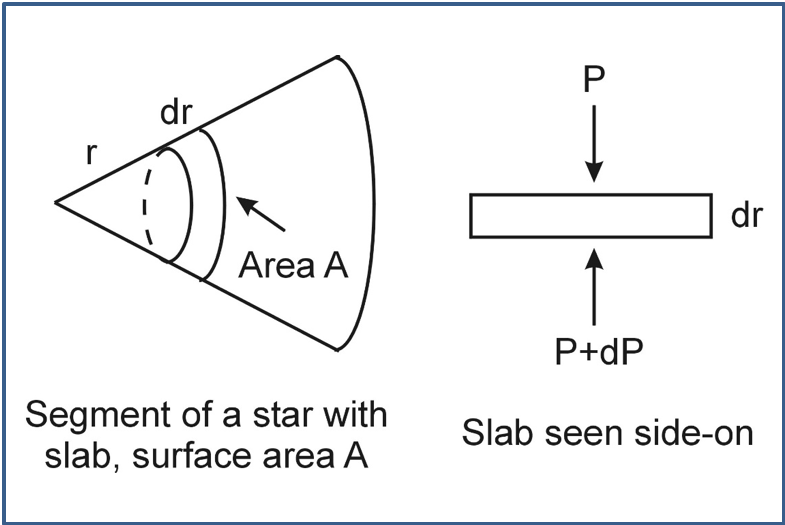 dr
r
Area A
Segment of a star with
slab, surface area A
P
dr
P+dP
Slab seen side-on